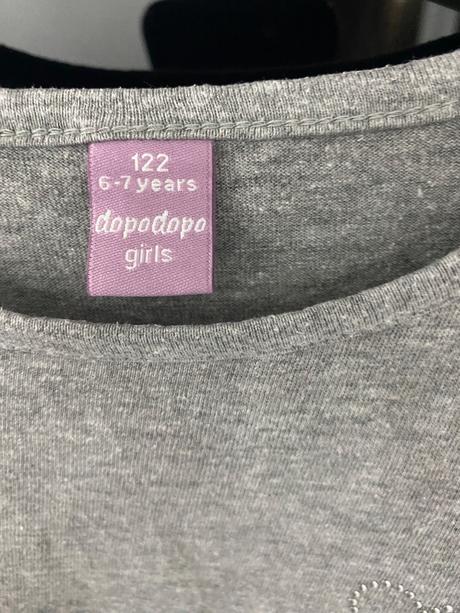 122
6-7 years
dopodopo
girls